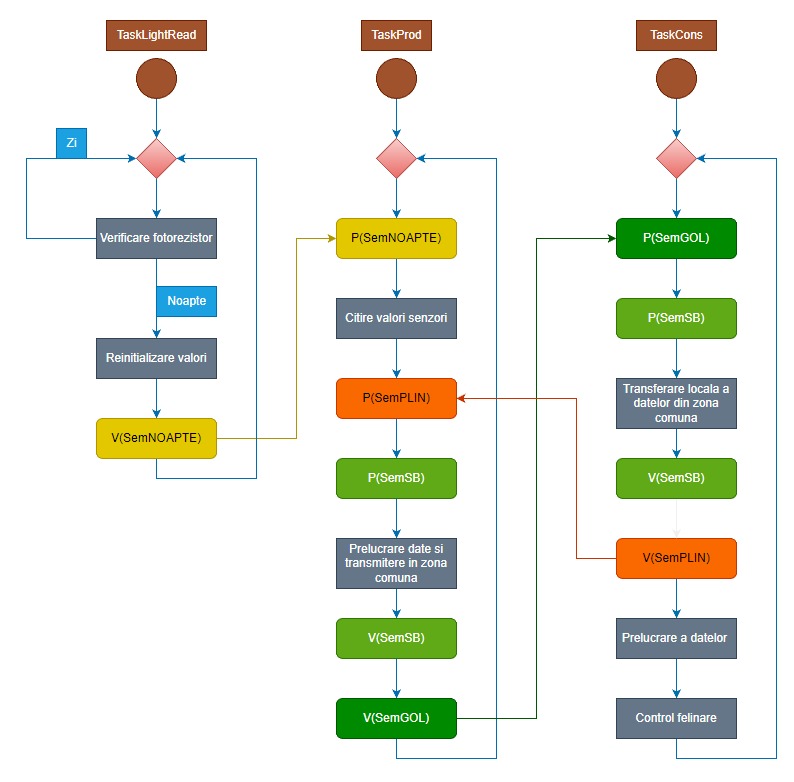 TaskLightRead
Zi
Verificare fotorezistor
Noapte
Reinitializare valori
V(SemNOAPTE)
TaskProd
P(SemNOAPTE)
Citire valori senzori
P(SemPLIN)
P(SemSB)
Prelucrare date si
transmitere in zona
comuna
V(SemSB)
V(SemGOL)
TaskCons
P(SemGOL)
P(SemSB)
Transferare locala a
datelor din zona
comuna
V(SemSB)
V(SemPLIN)
Prelucrare a datelor
Control felinare